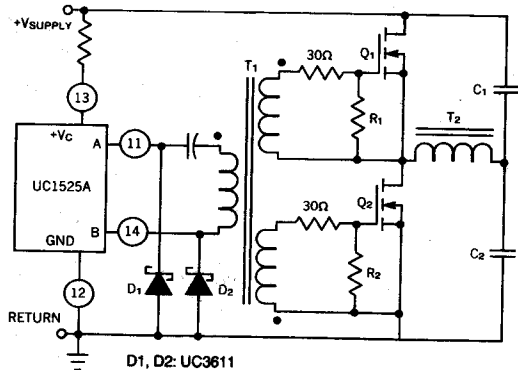 +VSUPPLY
13
+VC
A
11
UC1525A
B
14
GND
12
RETURN
D1
D2
T1
30Ω
Q1
R1
C1
T2
30Ω
Q2
R2
C2
D1, D2: UC3611